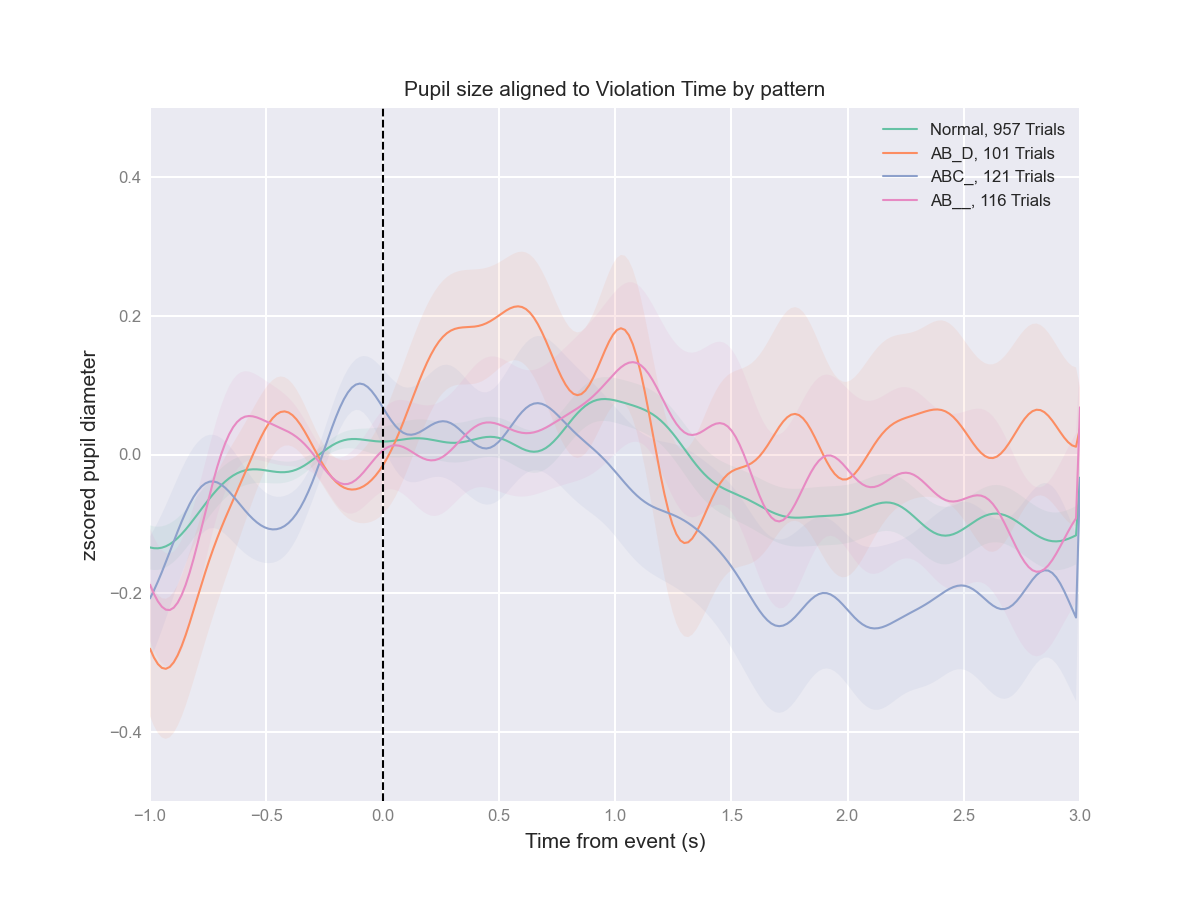 Pupil size aligned to Violation Time by pattern
Normal, 957 Trials
AB_D, 101 Trials
ABC_, 121 Trials
AB__, 116 Trials
zscored pupil diameter
0.4
0.2
0.0
−0.2
−0.4
−1.0 −0.5 0.0 0.5 1.0 1.5 2.0 2.5 3.0
Time from event (s)